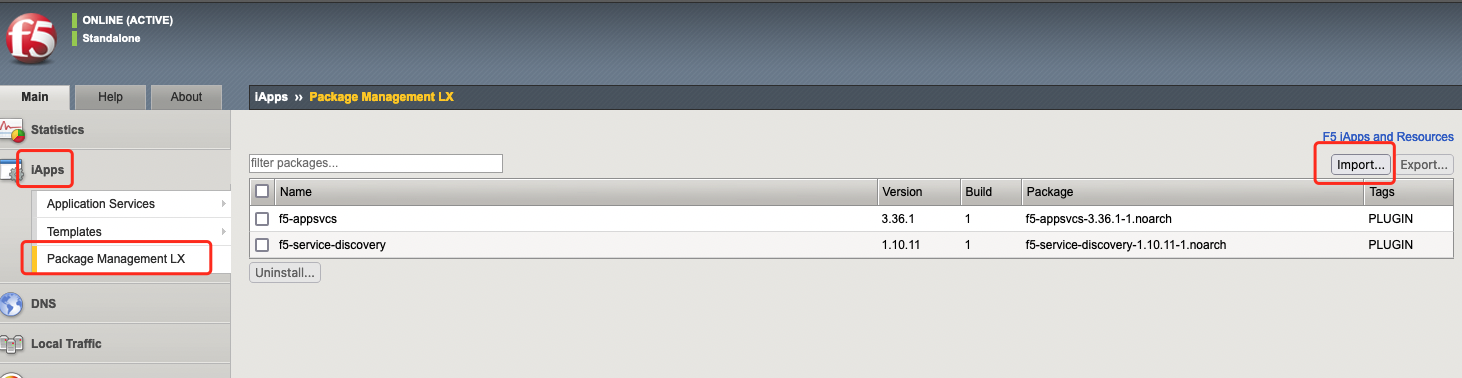 f5
ONLINE (ACTIVE)
Standalone
Main
Help
About
iApps » Package Management LX
Statistics
iApps
Application Services
Templates
Package Management LX
DNS
Local Traffic
F5 iApps and Resources
filter packages...
Import...
Export...
Name Version Build Package Tags
f5-appsvcs 3.36.1 1 f5-appsvcs-3.36.1-1.noarch PLUGIN
f5-service-discovery 1.10.11 1 f5-service-discovery-1.10.11-1.noarch PLUGIN
Uninstall...